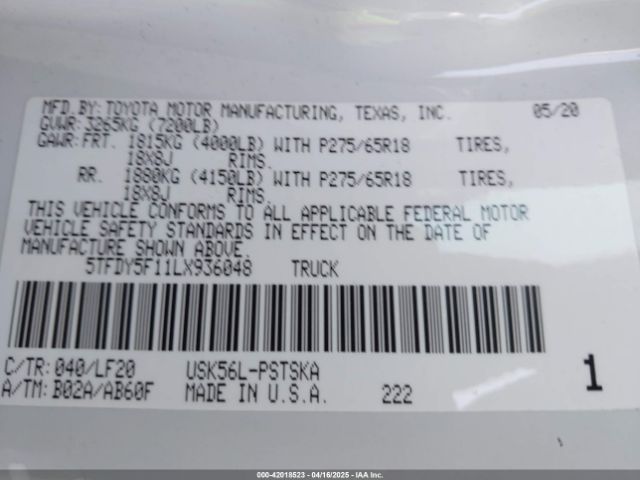 MFD.BY: TOYOTA MOTOR MANUFACTURING, TEXAS, INC. 05/20
GVWR: 3265KG (7200LB)
GAWR: FRT. 1815KG (4000LB) WITH P275/65R18 TIRES,
18X8J RIMS.
RR. 1880KG (4150LB) WITH P275/65R18 TIRES,
18X8J RIMS.
THIS VEHICLE CONFORMS TO ALL APPLICABLE FEDERAL MOTOR
VEHICLE SAFETY STANDARDS IN EFFECT ON THE DATE OF
MANUFACTURE SHOWN ABOVE.
5TFDY5F11LX936048 TRUCK
C/TR: 040/LF20 USK56L-PSTSKA 1
A/TM: B02A/AB60F MADE IN U.S.A. 222
000-42018523 - 04/16/2025 - IAA Inc.